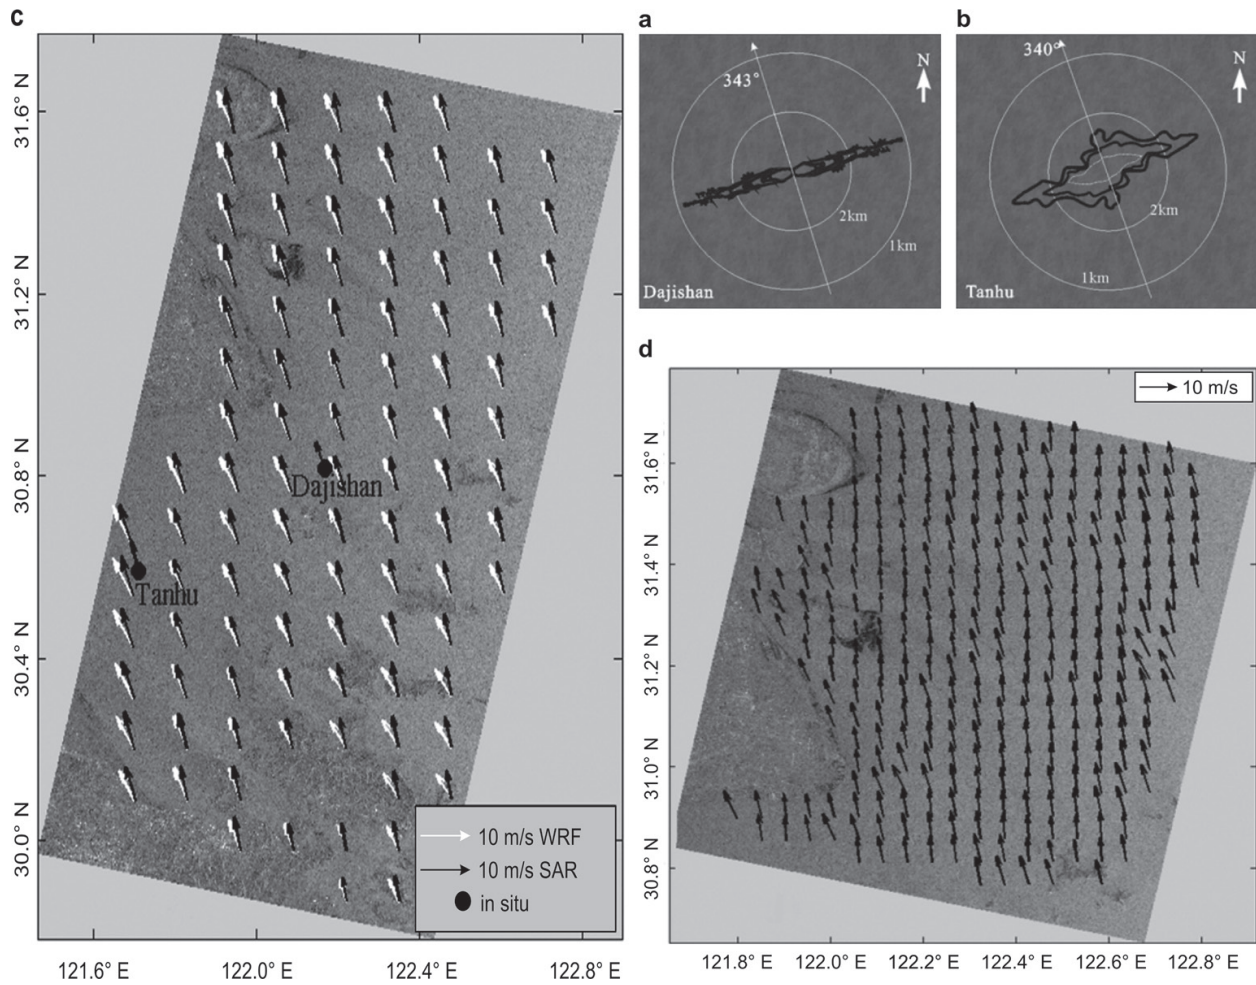 c
31.6° N
31.2° N
30.8° N
30.4° N
30.0° N
121.6° E
122.0° E
122.4° E
122.8° E
Dajishan
Tanhu
10 m/s WRF
10 m/s SAR
in situ
a
343°
N
2km
1km
Dajishan
b
340°
N
2km
1km
Tanhu
d
10 m/s
31.6° N
31.4° N
31.2° N
31.0° N
30.8° N
121.8° E
122.0° E
122.2° E
122.4° E
122.6° E
122.8° E